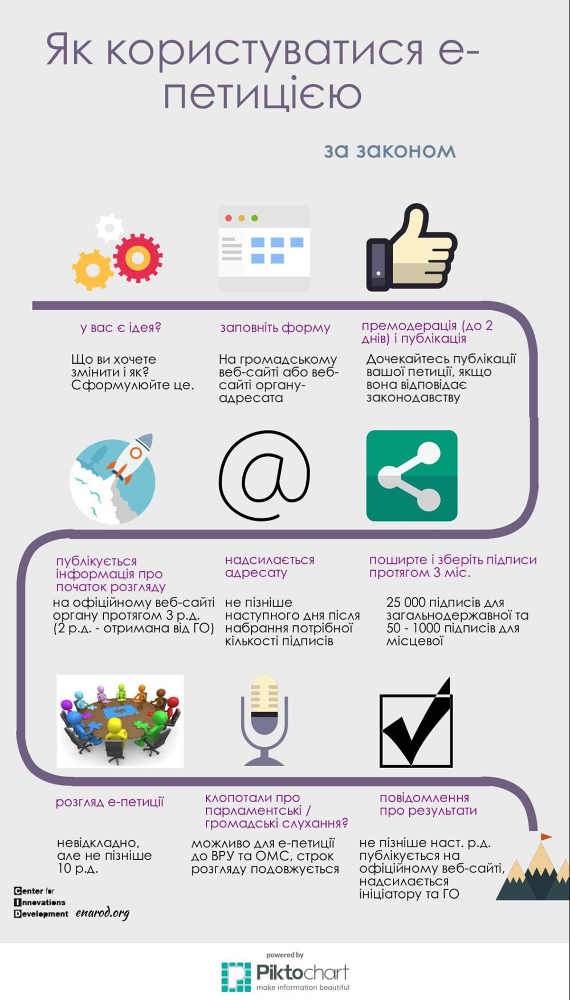 Як користуватися е-
петицією
за законом
у вас є ідея?
Що ви хочете
змінити і як?
Сформулюйте це.
заповніть форму
На громадському
веб-сайті або веб-
сайті органу-
адресата
премодерація (до 2
днів) і публікація
Дочекайтесь публікації
вашої петиції, якщо
вона відповідає
законодавству
поширте і зберіть підписи
протягом 3 міс.
25 000 підписів для
загальнодержавної та
50 - 1000 підписів для
місцевої
надсилається
адресату
не пізніше
наступного дня після
набрання потрібної
кількості підписів
публікується
інформація про
початок розгляду
на офіційному веб-сайті
органу протягом 3 р.д.
(2 р.д. - отримана від ГО)
розгляд е-петиції
невідкладно,
але не пізніше
10 р.д.
клопотали про
парламентські /
громадські слухання?
можливо для е-петиції
до ВРУ та ОМС, строк
розгляду подовжується
повідомлення
про результати
не пізніше наст. р.д.
публікується на
офіційному веб-сайті,
надсилається
ініціатору та ГО
Center for
Innovations
Development enarod.org
powered by
Piktochart
make information beautiful